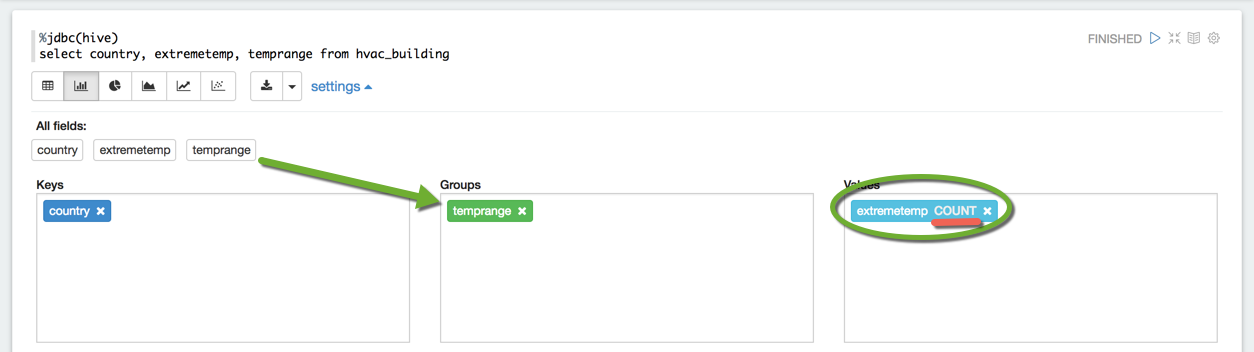 %jdbc(hive)
FINISHED
select country, extremetemp, temprange from hvac_building
settings
All fields:
country extremetemp temprange
Keys Groups Values
country × temprange × extremetemp COUNT ×